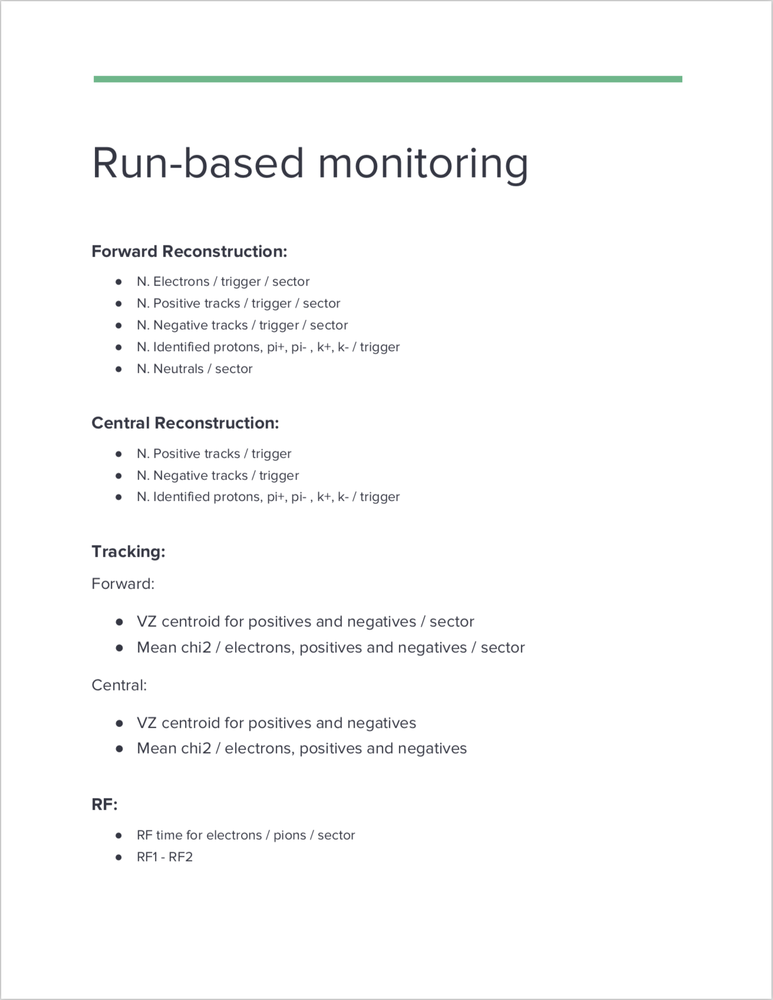 Run-based monitoring
Forward Reconstruction:
● N. Electrons / trigger / sector
● N. Positive tracks / trigger / sector
● N. Negative tracks / trigger / sector
● N. Identified protons, pi+, pi- , k+, k- / trigger
● N. Neutrals / sector
Central Reconstruction:
● N. Positive tracks / trigger
● N. Negative tracks / trigger
● N. Identified protons, pi+, pi- , k+, k- / trigger
Tracking:
Forward:
● VZ centroid for positives and negatives / sector
● Mean chi2 / electrons, positives and negatives / sector
Central:
● VZ centroid for positives and negatives
● Mean chi2 / electrons, positives and negatives
RF:
● RF time for electrons / pions / sector
● RF1 - RF2